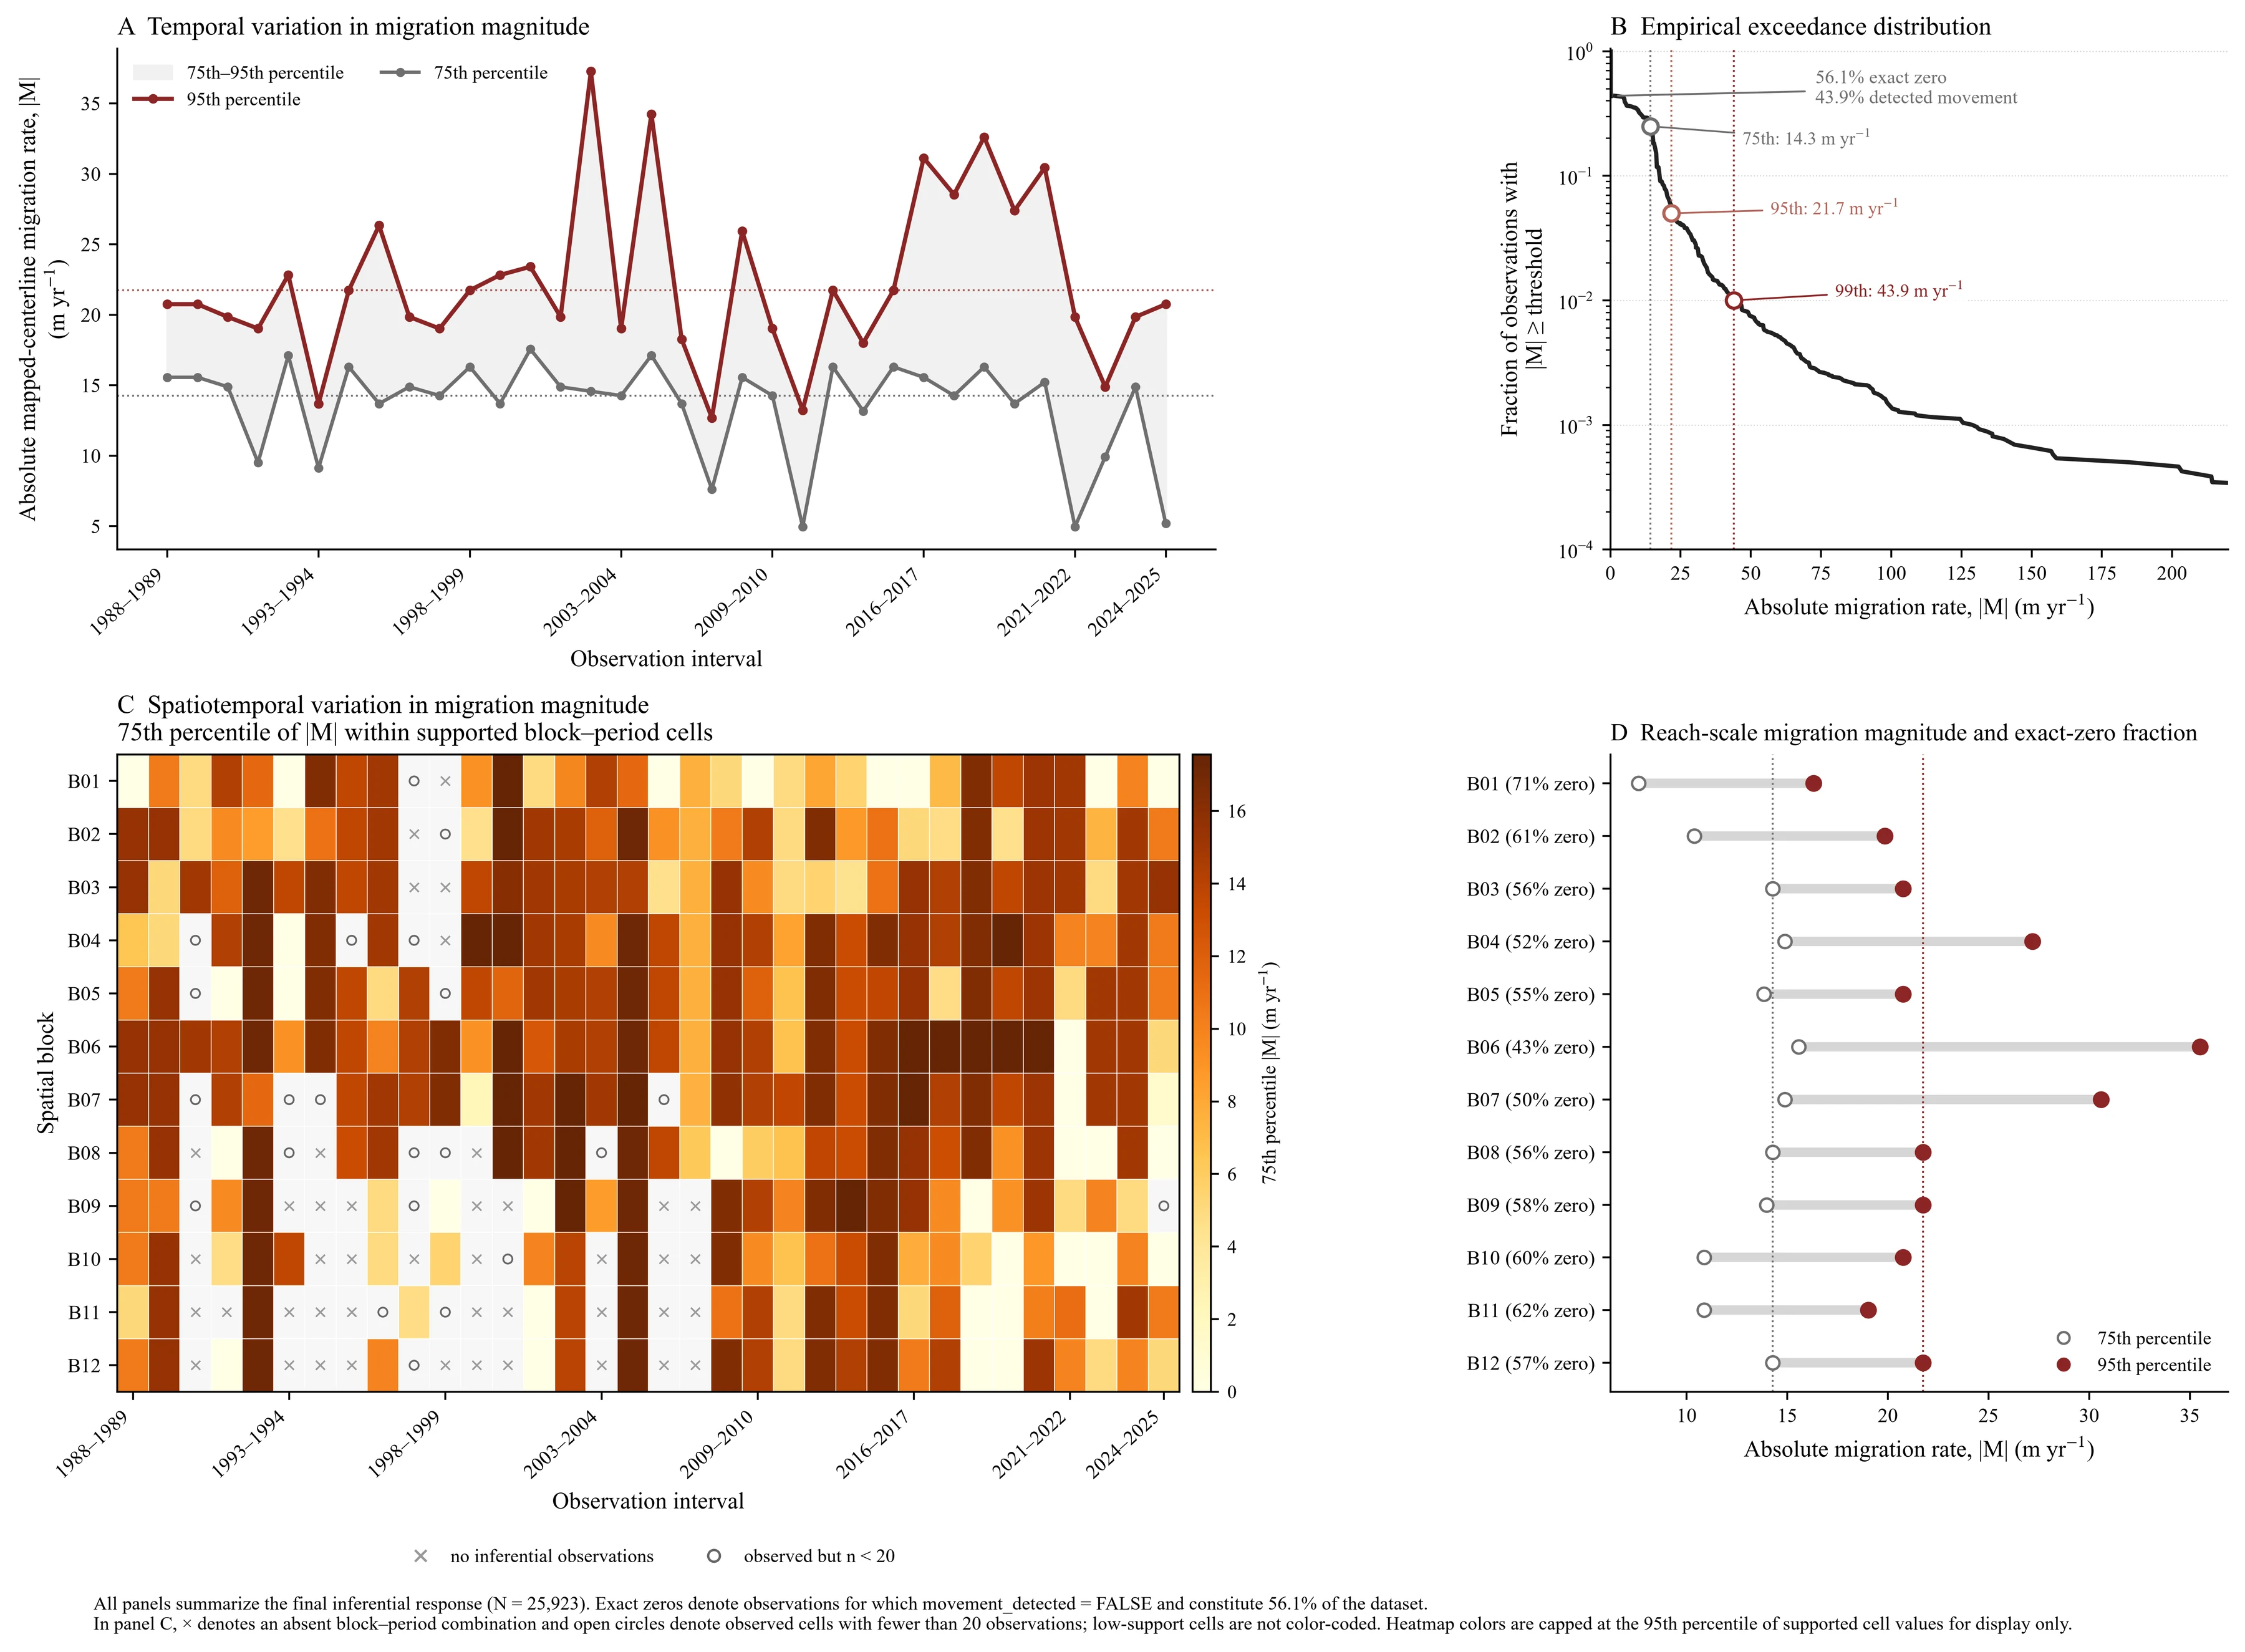 A Temporal variation in migration magnitude
75th–95th percentile
75th percentile
95th percentile
Absolute mapped-centerline migration rate, |M|
(m yr⁻¹)
35
30
25
20
15
10
5
1988–1989
1993–1994
1998–1999
2003–2004
2009–2010
2016–2017
2021–2022
2024–2025
Observation interval
B Empirical exceedance distribution
56.1% exact zero
43.9% detected movement
75th: 14.3 m yr⁻¹
95th: 21.7 m yr⁻¹
99th: 43.9 m yr⁻¹
Fraction of observations with
|M| ≥ threshold
10⁰
10⁻¹
10⁻²
10⁻³
10⁻⁴
0 25 50 75 100 125 150 175 200
Absolute migration rate, |M| (m yr⁻¹)
C Spatiotemporal variation in migration magnitude
75th percentile of |M| within supported block–period cells
Spatial block
B01
B02
B03
B04
B05
B06
B07
B08
B09
B10
B11
B12
1988–1989
1993–1994
1998–1999
2003–2004
2009–2010
2016–2017
2021–2022
2024–2025
Observation interval
16
14
12
10
8
6
4
2
0
75th percentile |M| (m yr⁻¹)
× no inferential observations
observed but n < 20
D Reach-scale migration magnitude and exact-zero fraction
B01 (71% zero)
B02 (61% zero)
B03 (56% zero)
B04 (52% zero)
B05 (55% zero)
B06 (43% zero)
B07 (50% zero)
B08 (56% zero)
B09 (58% zero)
B10 (60% zero)
B11 (62% zero)
B12 (57% zero)
75th percentile
95th percentile
10 15 20 25 30 35
Absolute migration rate, |M| (m yr⁻¹)
All panels summarize the final inferential response (N = 25,923). Exact zeros denote observations for which movement_detected = FALSE and constitute 56.1% of the dataset.
In panel C, × denotes an absent block–period combination and open circles denote observed cells with fewer than 20 observations; low-support cells are not color-coded. Heatmap colors are capped at the 95th percentile of supported cell values for display only.